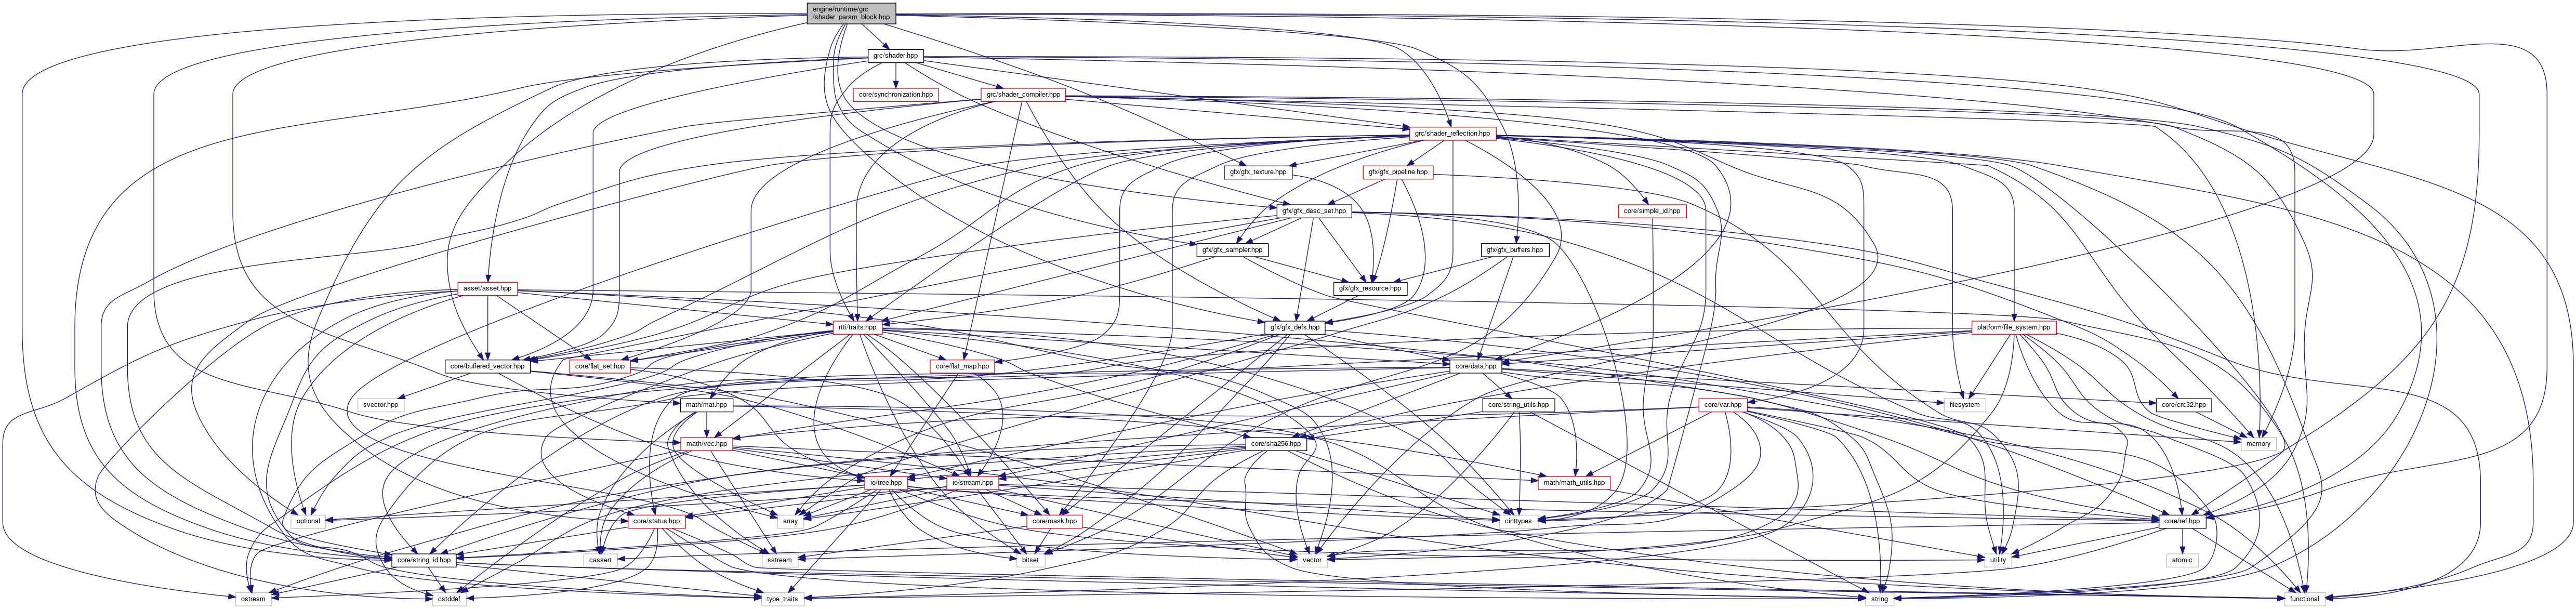 engine/runtime/grc
/shader_param_block.hpp
grc/shader.hpp
core/synchronization.hpp
grc/shader_compiler.hpp
grc/shader_reflection.hpp
gfx/gfx_texture.hpp
gfx/gfx_pipeline.hpp
gfx/gfx_desc_set.hpp
core/simple_id.hpp
gfx/gfx_sampler.hpp
gfx/gfx_buffers.hpp
asset/asset.hpp
gfx/gfx_resource.hpp
rtti/traits.hpp
gfx/gfx_defs.hpp
platform/file_system.hpp
core/buffered_vector.hpp
core/flat_set.hpp
core/flat_map.hpp
core/data.hpp
svector.hpp
math/mat.hpp
core/string_utils.hpp
core/var.hpp
filesystem
core/crc32.hpp
math/vec.hpp
core/sha256.hpp
memory
io/tree.hpp
io/stream.hpp
math/math_utils.hpp
optional
core/status.hpp
array
core/mask.hpp
cinttypes
core/ref.hpp
core/string_id.hpp
cassert
sstream
bitset
vector
utility
atomic
ostream
cstddef
type_traits
string
functional